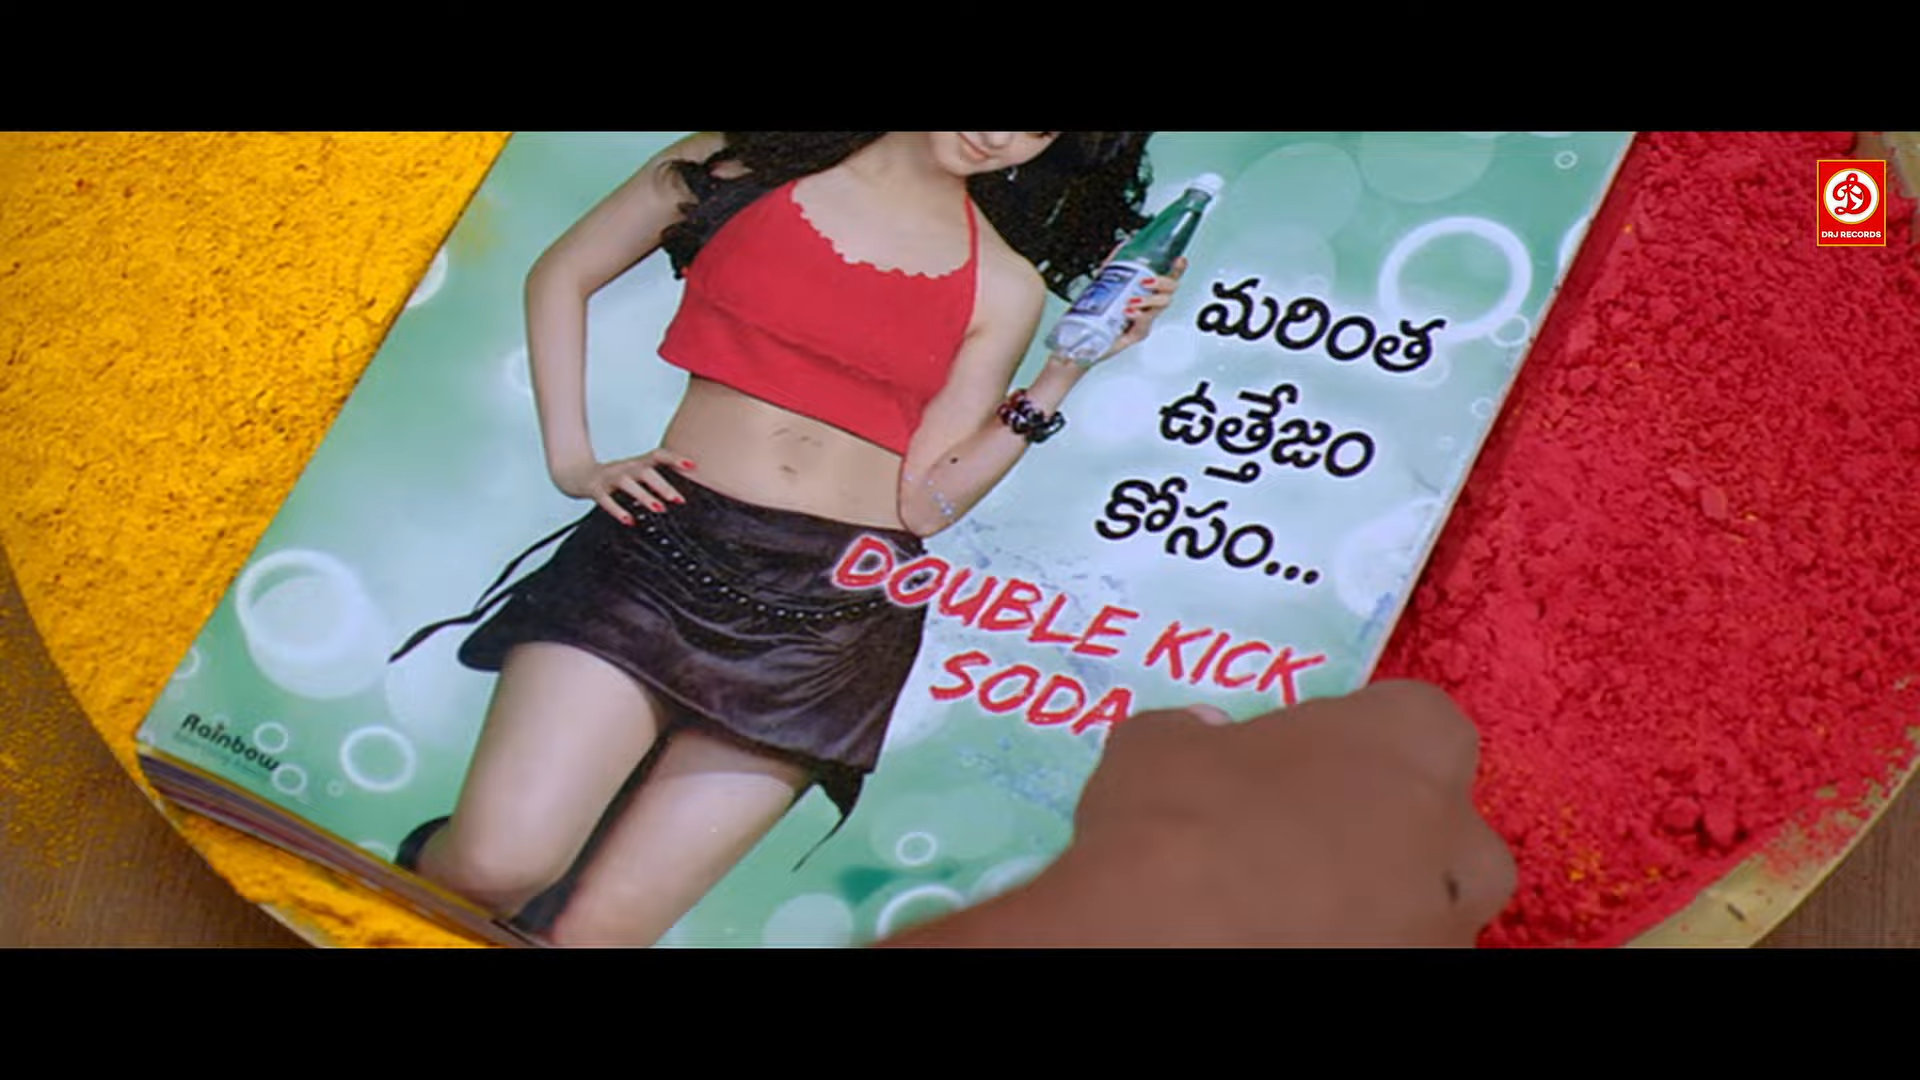 DRJ RECORDS
మరింత
ఉత్తేజం
కోసం...
DOUBLE KICK
SODA
Rainbow